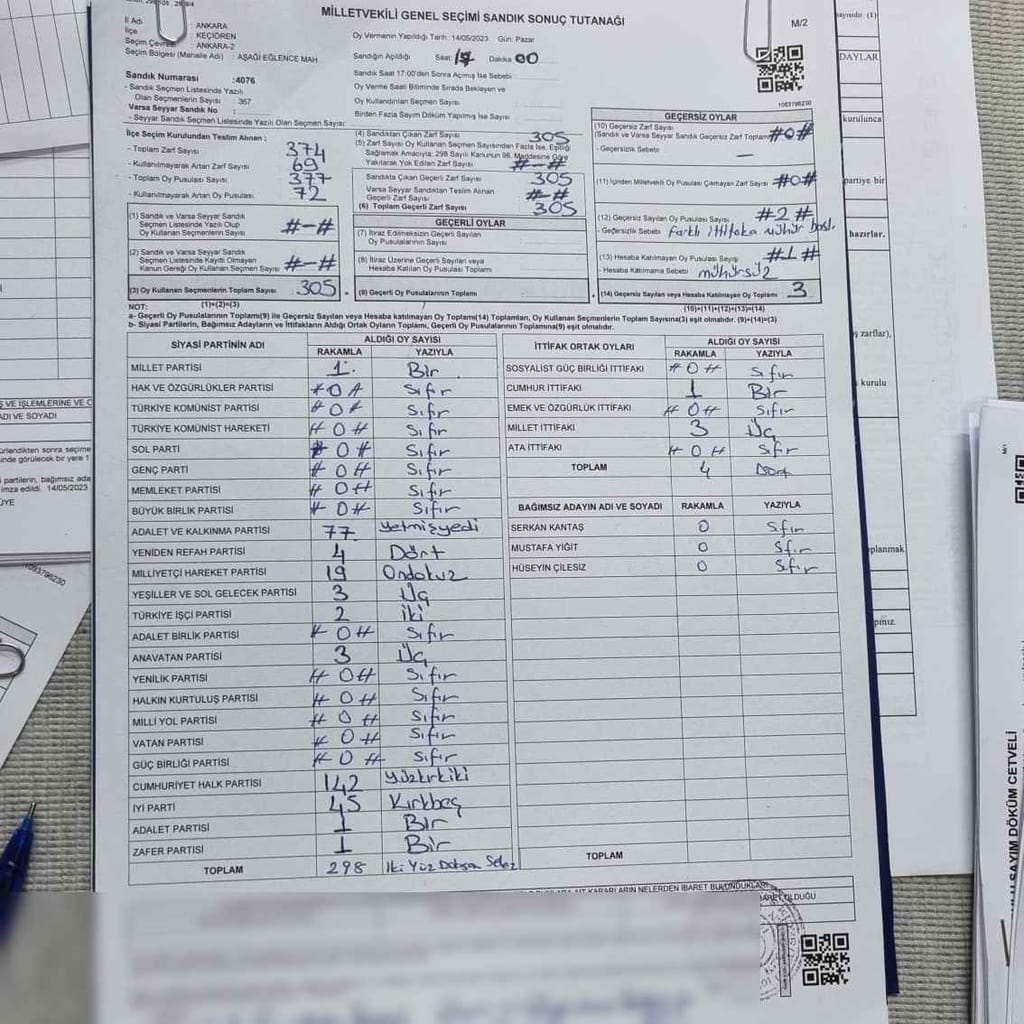 MİLLETVEKİLİ GENEL SEÇİMİ SANDIK SONUÇ TUTANAĞI
M/2
İl Adı : ANKARA
İlçe : KEÇİÖREN
Seçim Çevresi : ANKARA-2
Seçim Bölgesi (Mahalle Adı) : AŞAĞI EĞLENCE MAH.
Oy Vermenin Yapıldığı Tarih : 14/05/2023 Gün: Pazar
Sandığın Açıldığı Saat: 17 Dakika 00
Sandık Saat 17:00'den Sonra Açılmış İse Sebebi
Oy Verme Saati Bitiminde Sırada Bekleyen ve
Oy Kullandırılan Seçmen Sayısı
Birden Fazla Sayım Döküm Yapılmış İse Sayısı
1093796230
Sandık Numarası :4076
- Sandık Seçmen Listesinde Yazılı
Olan Seçmenlerin Sayısı : 367
Varsa Seyyar Sandık No
- Seyyar Sandık Seçmen Listesinde Yazılı Olan Seçmen Sayısı:
İlçe Seçim Kurulundan Teslim Alınan :
- Toplam Zarf Sayısı 374
- Kullanılmayarak Artan Zarf Sayısı 69
- Toplam Oy Pusulası Sayısı 377
- Kullanılmayarak Artan Oy Pusulası 72
(1) Sandık ve Varsa Seyyar Sandık
Seçmen Listesinde Yazılı Olup
Oy Kullanan Seçmenlerin Sayısı #-#
(2) Sandık ve Varsa Seyyar Sandık
Seçmen Listesinde Kaydı Olmayan
Kanun Gereği Oy Kullanan Seçmen Sayısı #-#
(3) Oy Kullanan Seçmenlerin Toplam Sayısı 305
(1)+(2)=(3)
(4) Sandıktan Çıkan Zarf Sayısı 305
(5) Zarf Sayısı Oy Kullanan Seçmen Sayısından Fazla İse, Eşitliği
Sağlamak Amacıyla: 298 Sayılı Kanunun 98. Maddesine Göre
Yakılarak Yok Edilen Zarf Sayısı #-#
Sandıkta Çıkan Geçerli Zarf Sayısı 305
Varsa Seyyar Sandıktan Teslim Alınan
Geçerli Zarf Sayısı #-#
(6) Toplam Geçerli Zarf Sayısı 305
GEÇERLİ OYLAR
(7) İtiraz Edilmeksizin Geçerli Sayılan
Oy Pusulalarının Sayısı
(8) İtiraz Üzerine Geçerli Sayılan veya
Hesaba Katılan Oy Pusulası Toplamı
(9) Geçerli Oy Pusulalarının Toplamı
GEÇERSİZ OYLAR
(10) Geçersiz Zarf Sayısı
(Sandık ve Varsa Seyyar Sandık Geçersiz Zarf Toplamı) #0#
- Geçersizlik Sebebi —
(11) İçinden Milletvekili Oy Pusulası Çıkmayan Zarf Sayısı #0#
(12) Geçersiz Sayılan Oy Pusulası Sayısı #2#
- Geçersizlik Sebebi Farklı ittifaka mühür
(13) Hesaba Katılmayan Oy Pusulası Sayısı #1#
- Hesaba Katılmama Sebebi mühürsüz
(14) Geçersiz Sayılan veya Hesaba Katılmayan Oy Toplamı 3
(10)+(11)+(12)+(13)=(14)
NOT:
a- Geçerli Oy Pusulalarının Toplamı(9) ile Geçersiz Sayılan veya Hesaba katılmayan Oy Toplamı(14) Toplamları, Oy Kullanan Seçmenlerin Toplam Sayısına(3) eşit olmalıdır. (9)+(14)=(3)
b- Siyasi Partilerin, Bağımsız Adayların ve İttifakların Aldığı Ortak Oyların Toplamı, Geçerli Oy Pusulalarının Toplamına(9) eşit olmalıdır.
SİYASİ PARTİNİN ADI ALDIĞI OY SAYISI
RAKAMLA YAZIYLA
MİLLET PARTİSİ 1 Bir
HAK VE ÖZGÜRLÜKLER PARTİSİ #0# Sıfır
TÜRKİYE KOMÜNİST PARTİSİ #0# Sıfır
TÜRKİYE KOMÜNİST HAREKETİ #0# Sıfır
SOL PARTİ #0# Sıfır
GENÇ PARTİ #0# Sıfır
MEMLEKET PARTİSİ #0# Sıfır
BÜYÜK BİRLİK PARTİSİ #0# Sıfır
ADALET VE KALKINMA PARTİSİ 77 Yetmişyedi
YENİDEN REFAH PARTİSİ 4 Dört
MİLLİYETÇİ HAREKET PARTİSİ 19 Ondokuz
YEŞİLLER VE SOL GELECEK PARTİSİ 3 Üç
TÜRKİYE İŞÇİ PARTİSİ 2 İki
ADALET BİRLİK PARTİSİ #0# Sıfır
ANAVATAN PARTİSİ 3 Üç
YENİLİK PARTİSİ #0# Sıfır
HALKIN KURTULUŞ PARTİSİ #0# Sıfır
MİLLİ YOL PARTİSİ #0# Sıfır
VATAN PARTİSİ #0# Sıfır
GÜÇ BİRLİĞİ PARTİSİ #0# Sıfır
CUMHURİYET HALK PARTİSİ 142 Yüzkırkiki
İYİ PARTİ 45 Kırkbeş
ADALET PARTİSİ 1 Bir
ZAFER PARTİSİ 1 Bir
TOPLAM 298 İki Yüz Doksan Sekiz
İTTİFAK ORTAK OYLARI ALDIĞI OY SAYISI
RAKAMLA YAZIYLA
SOSYALİST GÜÇ BİRLİĞİ İTTİFAKI #0# Sıfır
CUMHUR İTTİFAKI 1 Bir
EMEK VE ÖZGÜRLÜK İTTİFAKI #0# Sıfır
MİLLET İTTİFAKI 3 Üç
ATA İTTİFAKI #0# Sıfır
TOPLAM 4 Dört
BAĞIMSIZ ADAYIN ADI VE SOYADI RAKAMLA YAZIYLA
SERKAN KANTAŞ 0 Sıfır
MUSTAFA YİĞİT 0 Sıfır
HÜSEYİN ÇİLESİZ 0 Sıfır
TOPLAM
1093796230
14/05/2023
DAYLAR
kurulunca
partiye bir
hazırlar.
ş zarflar),
kurulu
aplanmak
SAYIM DÖKÜM CETVELİ